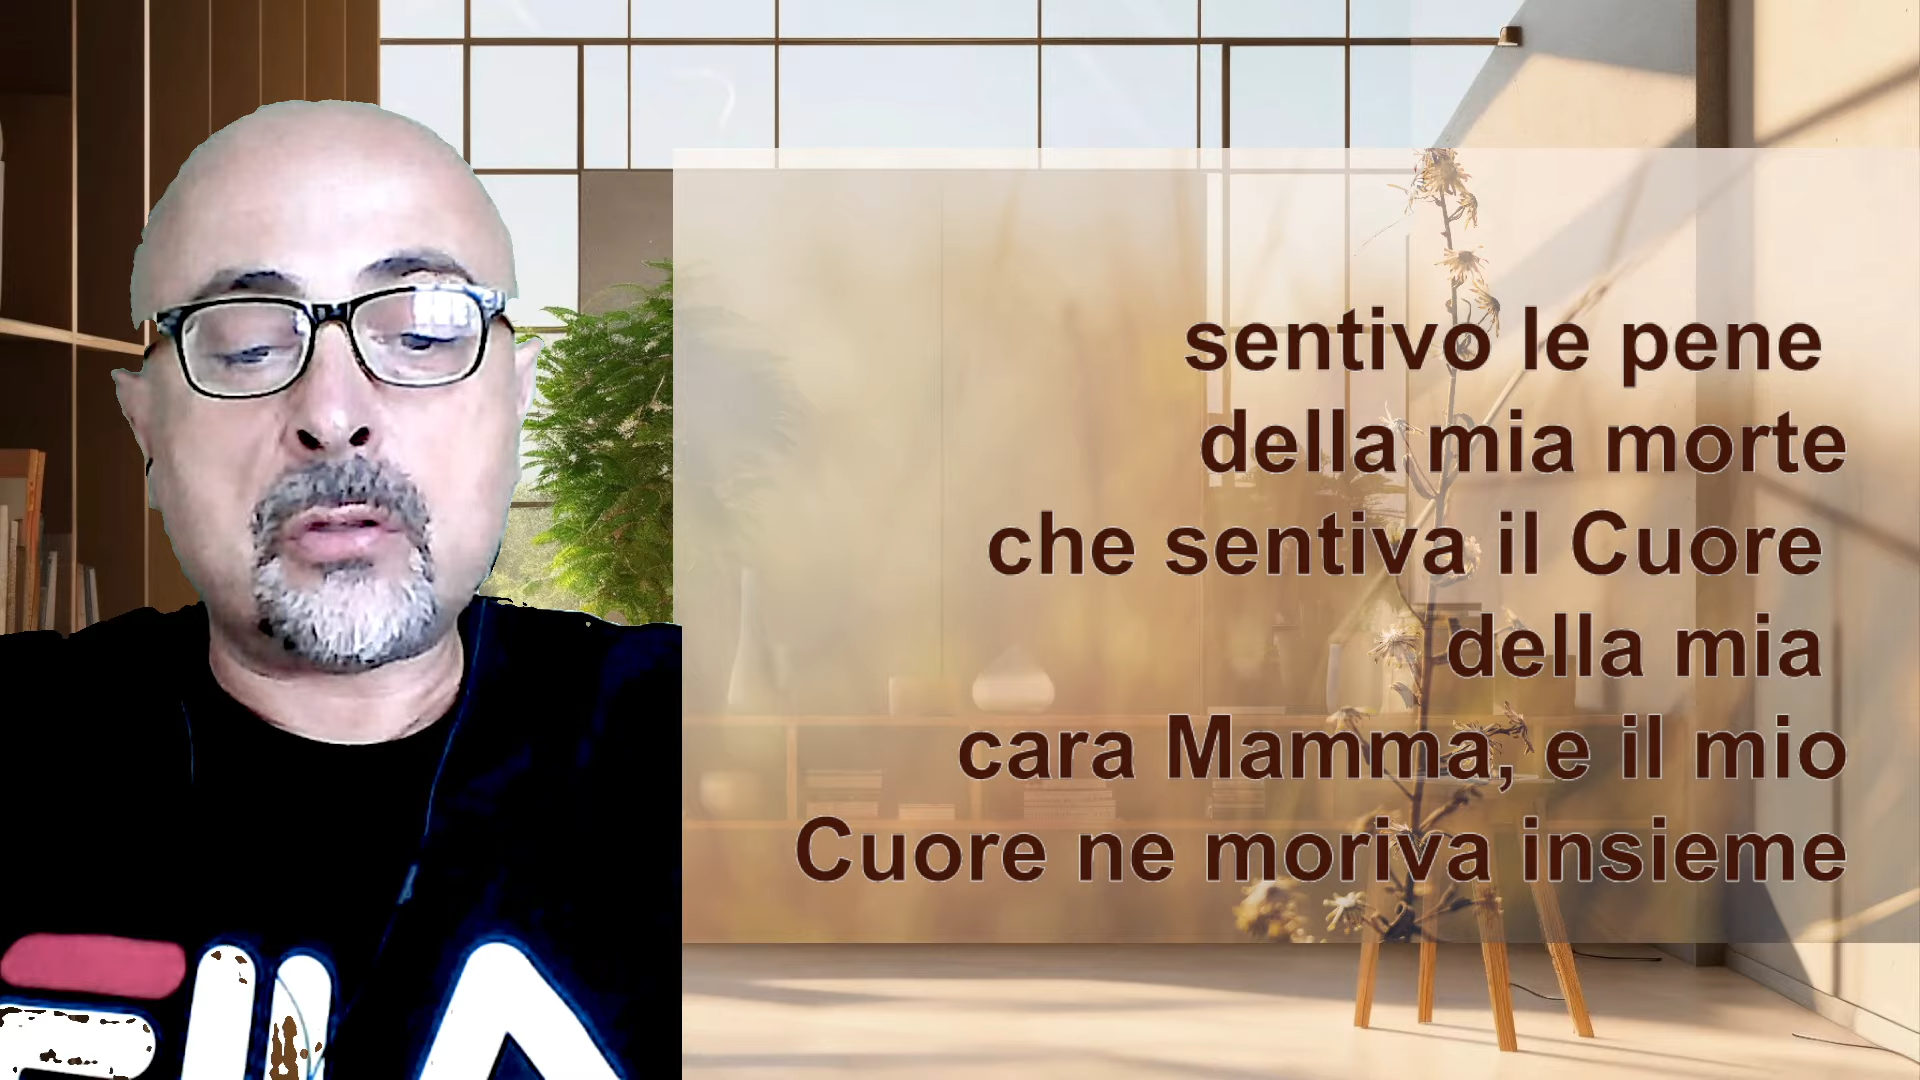 sentivo le pene
della mia morte
che sentiva il Cuore
della mia
cara Mamma, e il mio
Cuore ne moriva insieme
FILA